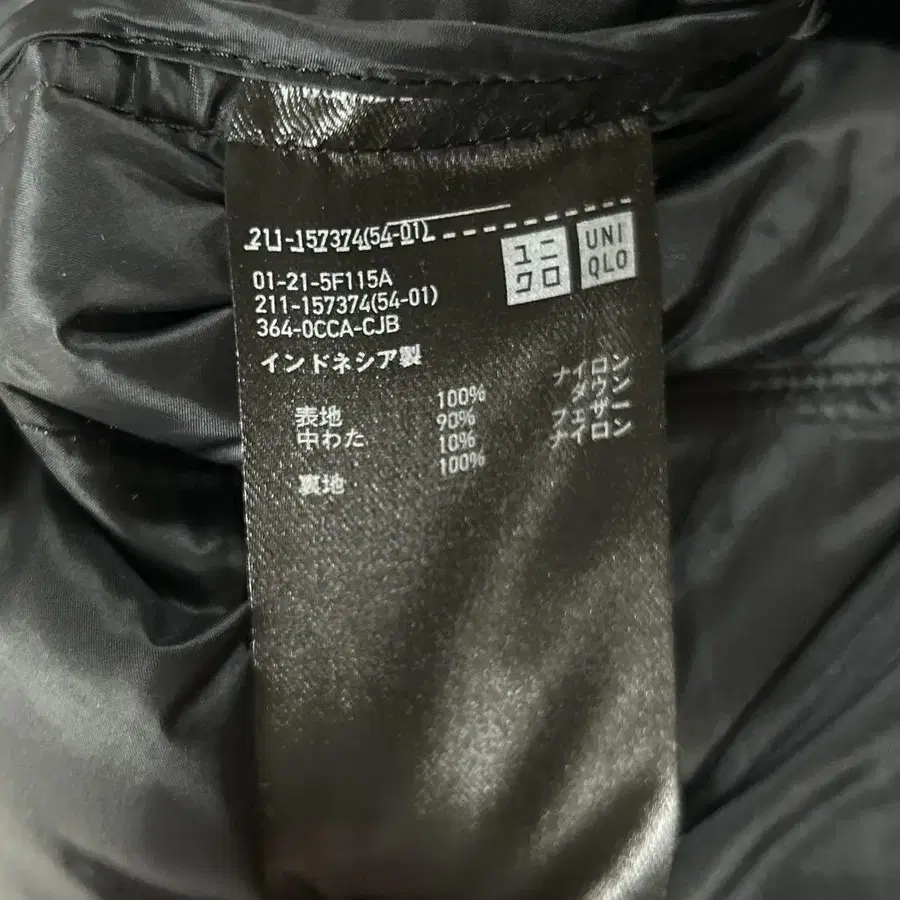 211-157374(54-01)
ユニ
クロ
UNI
QLO
01-21-5F115A
211-157374(54-01)
364-0CCA-CJB
インドネシア製
表地 100% ナイロン
中わた 90% ダウン
10% フェザー
裏地 100% ナイロン